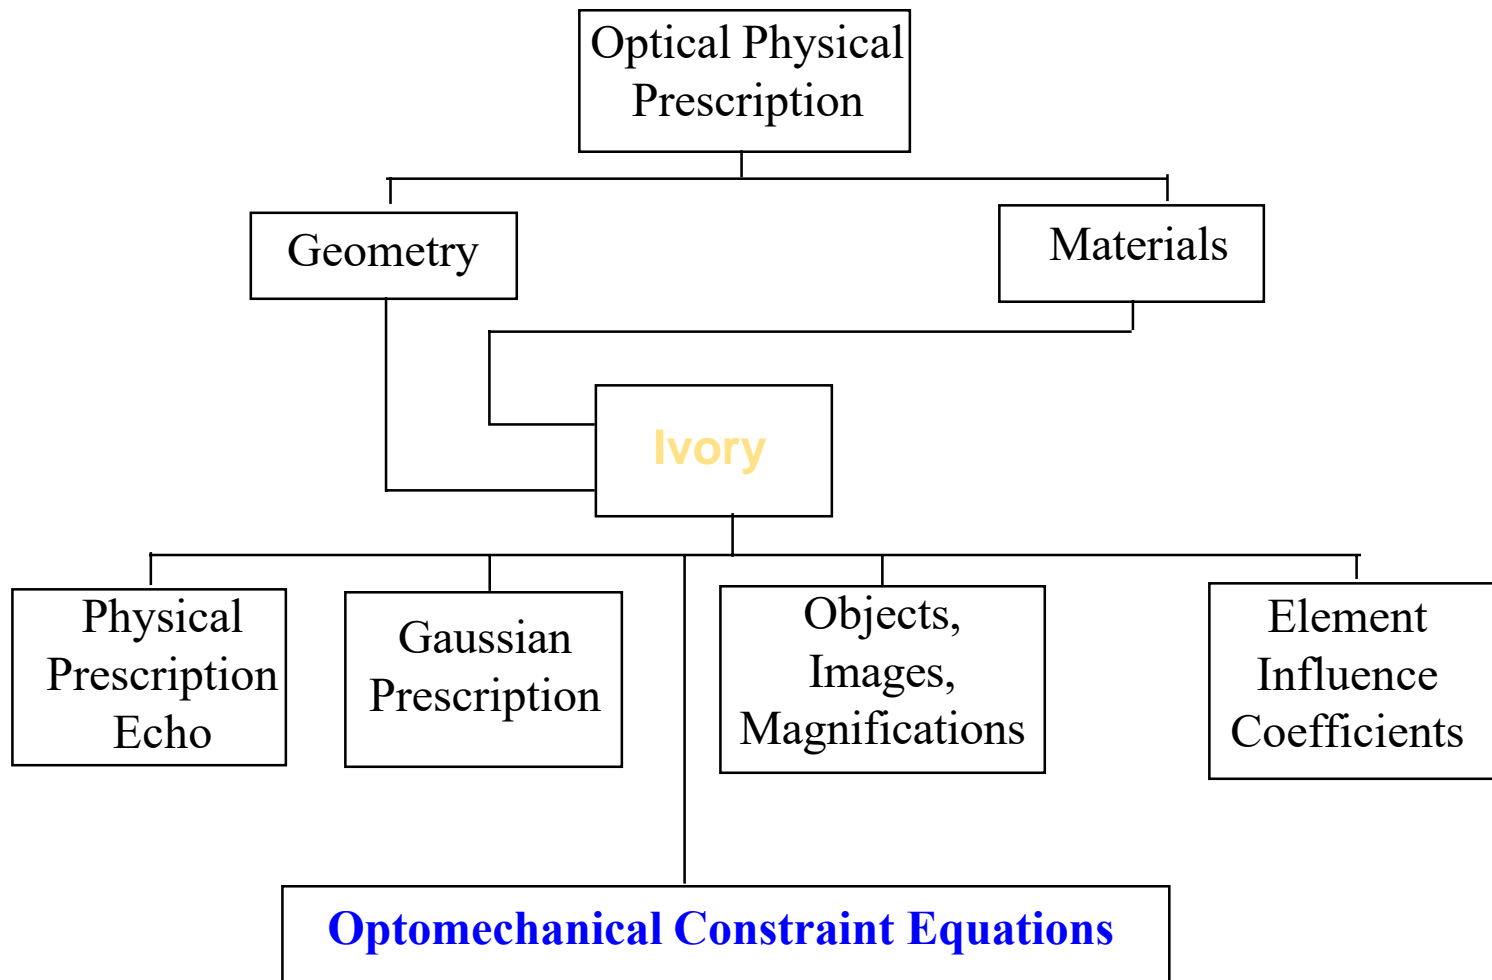 Optical Physical
Prescription
Geometry
Materials
Ivory
Physical
Prescription
Echo
Gaussian
Prescription
Objects,
Images,
Magnifications
Element
Influence
Coefficients
Optomechanical Constraint Equations